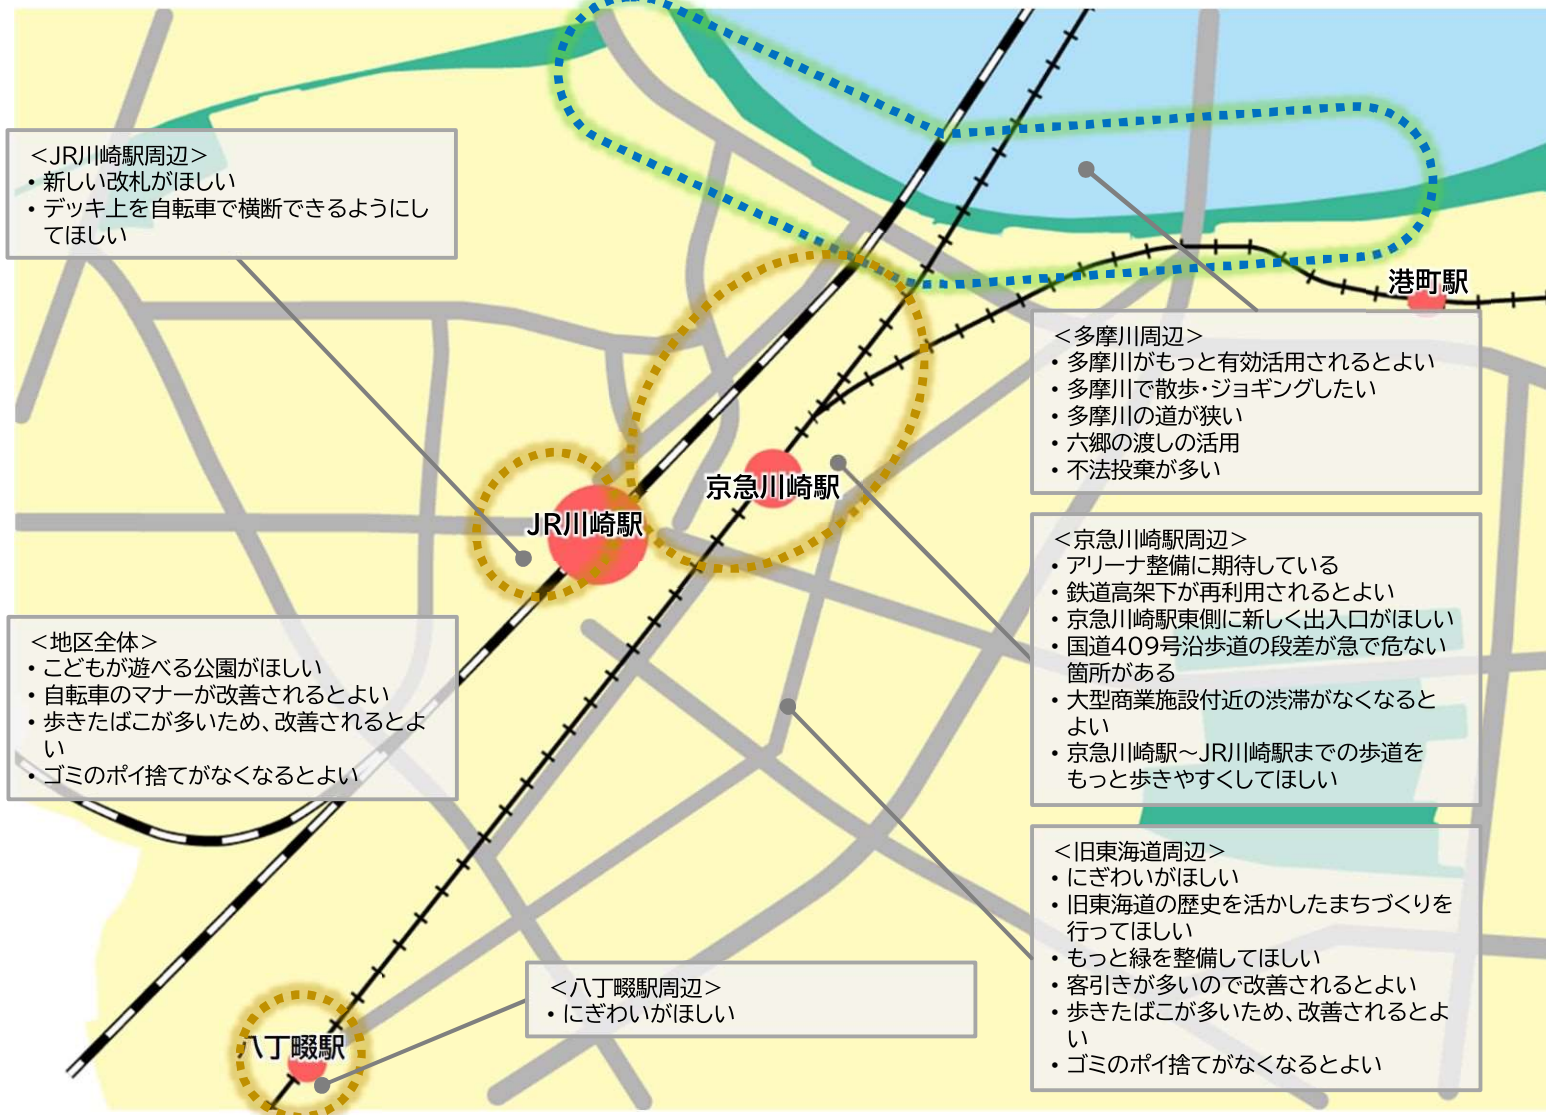 ＜JR川崎駅周辺＞
・新しい改札がほしい
・デッキ上を自転車で横断できるようにし
てほしい
港町駅
＜多摩川周辺＞
・多摩川がもっと有効活用されるとよい
・多摩川で散歩・ジョギングしたい
・多摩川の道が狭い
・六郷の渡しの活用
・不法投棄が多い
京急川崎駅
JR川崎駅
＜京急川崎駅周辺＞
・アリーナ整備に期待している
・鉄道高架下が再利用されるとよい
・京急川崎駅東側に新しく出入口がほしい
・国道409号沿歩道の段差が急で危ない
箇所がある
・大型商業施設付近の渋滞がなくなると
よい
・京急川崎駅～JR川崎駅までの歩道を
もっと歩きやすくしてほしい
＜地区全体＞
・こどもが遊べる公園がほしい
・自転車のマナーが改善されるとよい
・歩きたばこが多いため、改善されるとよ
い
・ゴミのポイ捨てがなくなるとよい
＜旧東海道周辺＞
・にぎわいがほしい
・旧東海道の歴史を活かしたまちづくりを
行ってほしい
・もっと緑を整備してほしい
・客引きが多いので改善されるとよい
・歩きたばこが多いため、改善されるとよ
い
・ゴミのポイ捨てがなくなるとよい
＜八丁畷駅周辺＞
・にぎわいがほしい
八丁畷駅